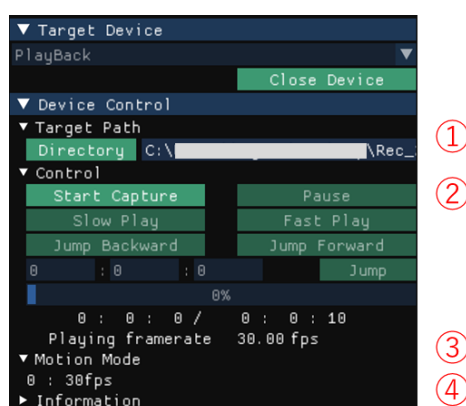 ▼ Target Device
PlayBack ▼
Close Device
▼ Device Control
▼ Target Path
Directory C:\ \Rec_
①
▼ Control
②
Start Capture Pause
Slow Play Fast Play
Jump Backward Jump Forward
0 : 0 : 0 Jump
0%
0 : 0 : 0 / 0 : 0 : 10
Playing framerate 30.00 fps
▼ Motion Mode
③
0 : 30fps
④
▶ Information